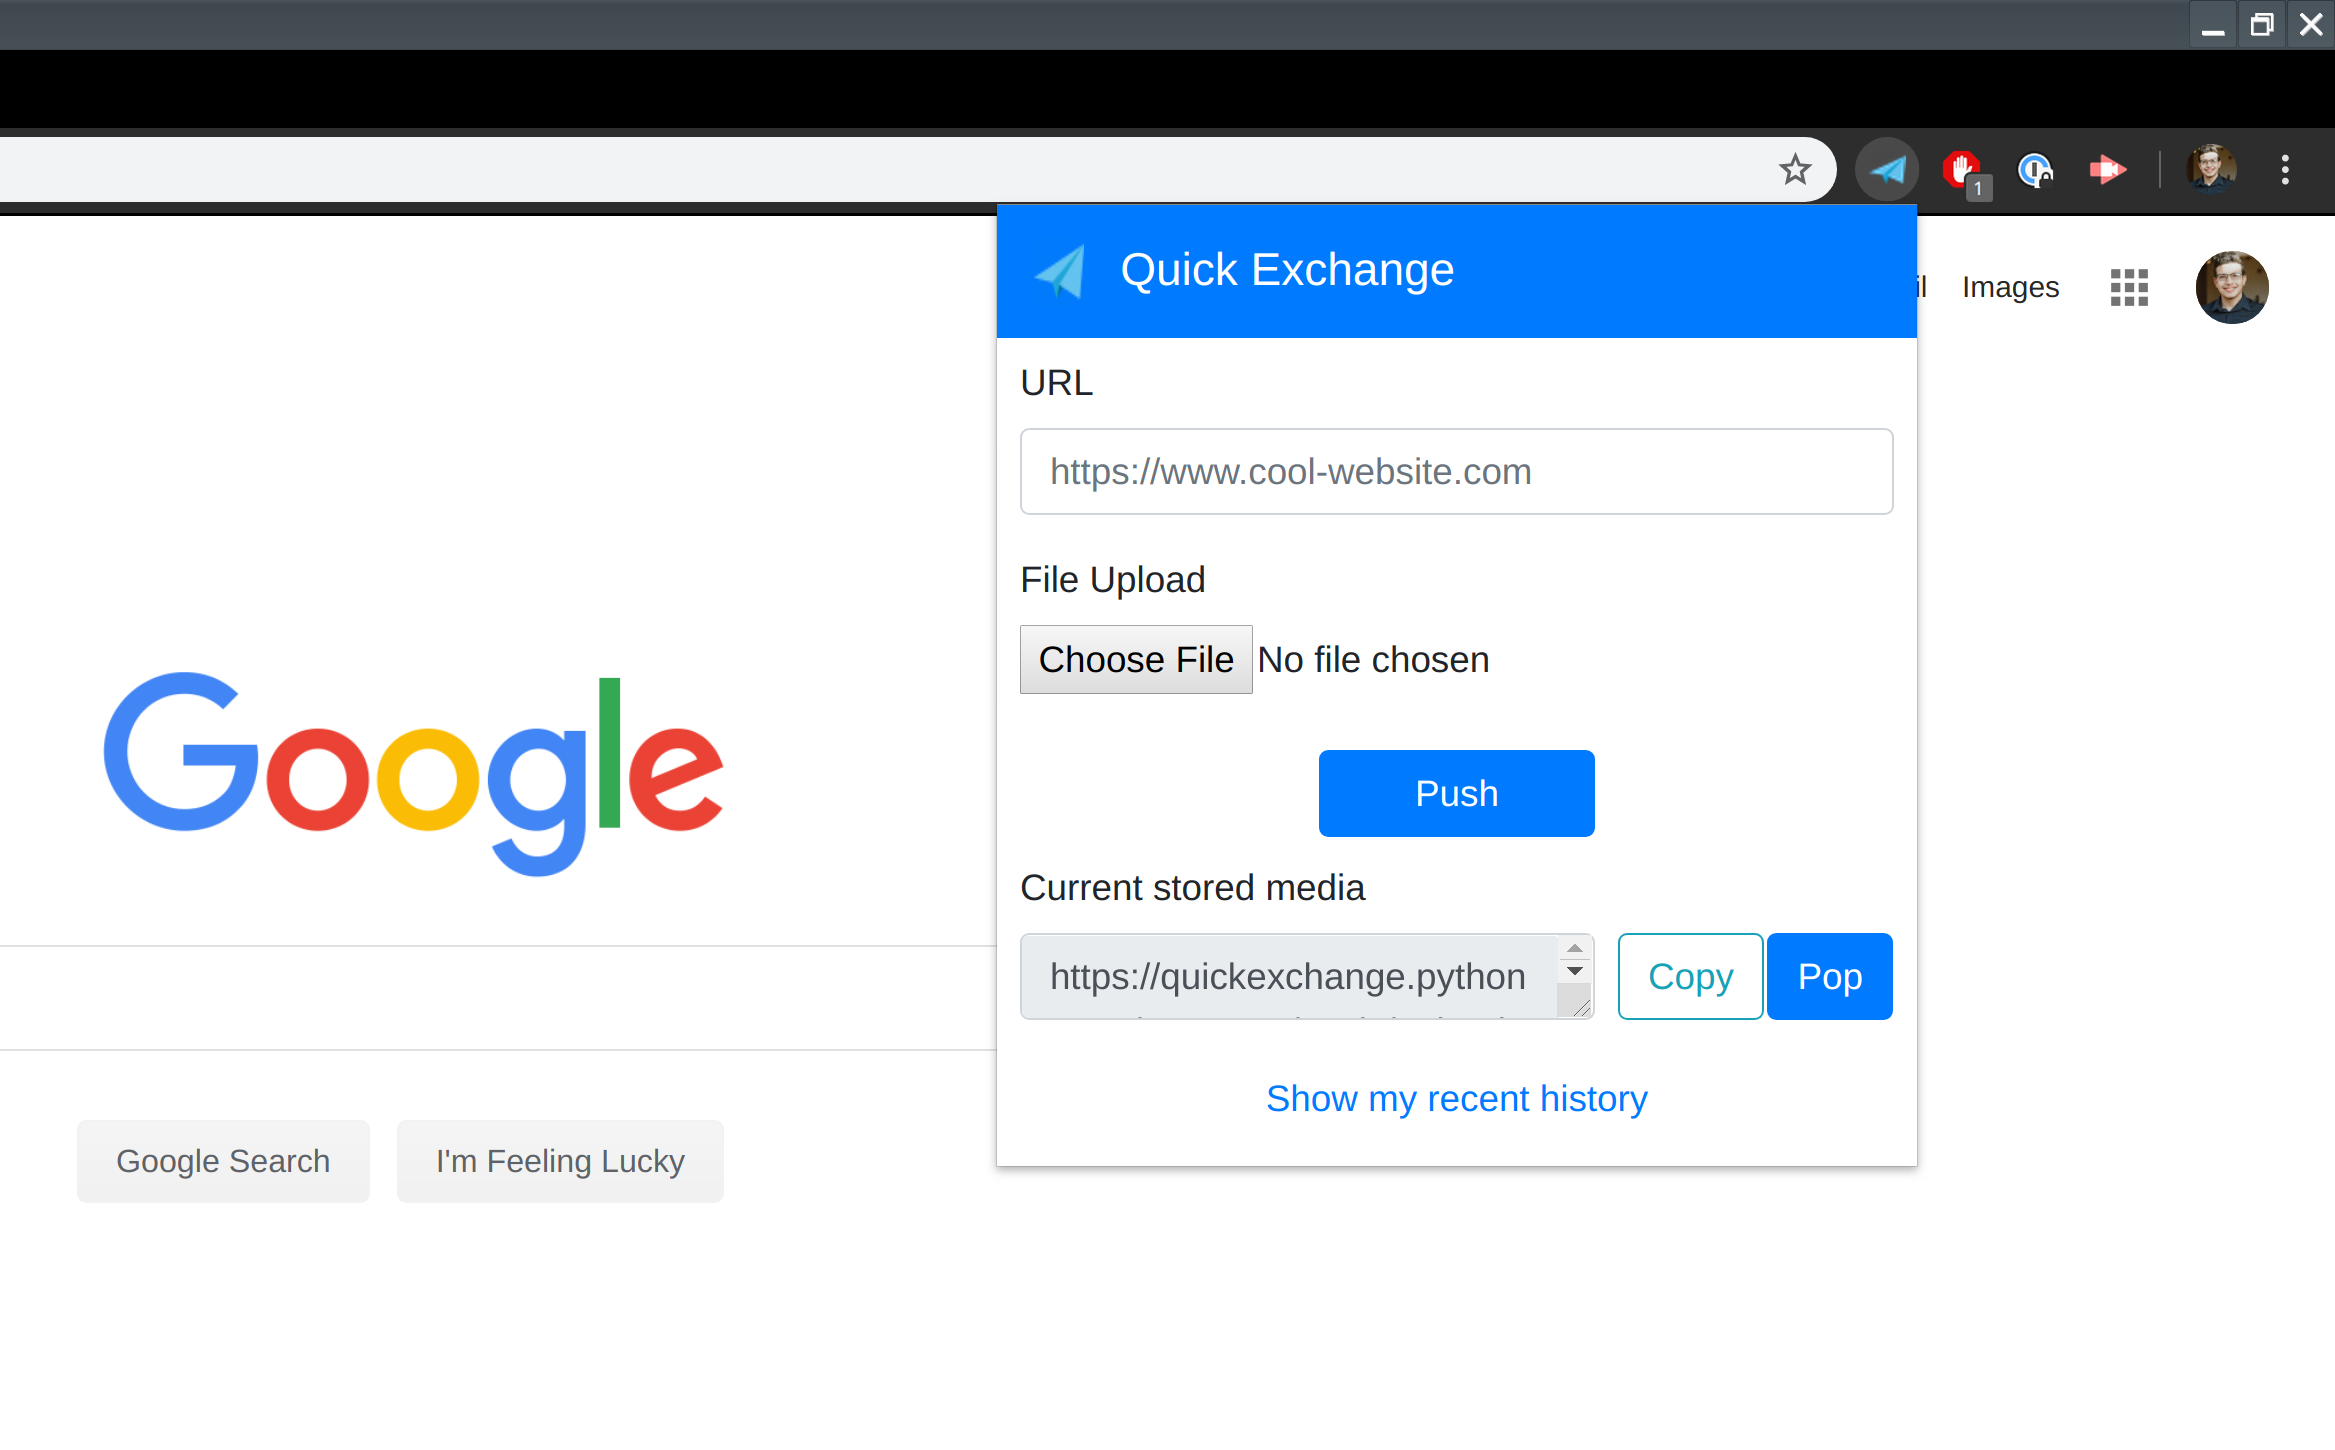 1
Quick Exchange
il Images
URL
https://www.cool-website.com
File Upload
Choose File No file chosen
Google
Push
Current stored media
https://quickexchange.python
Copy Pop
Show my recent history
Google Search I'm Feeling Lucky